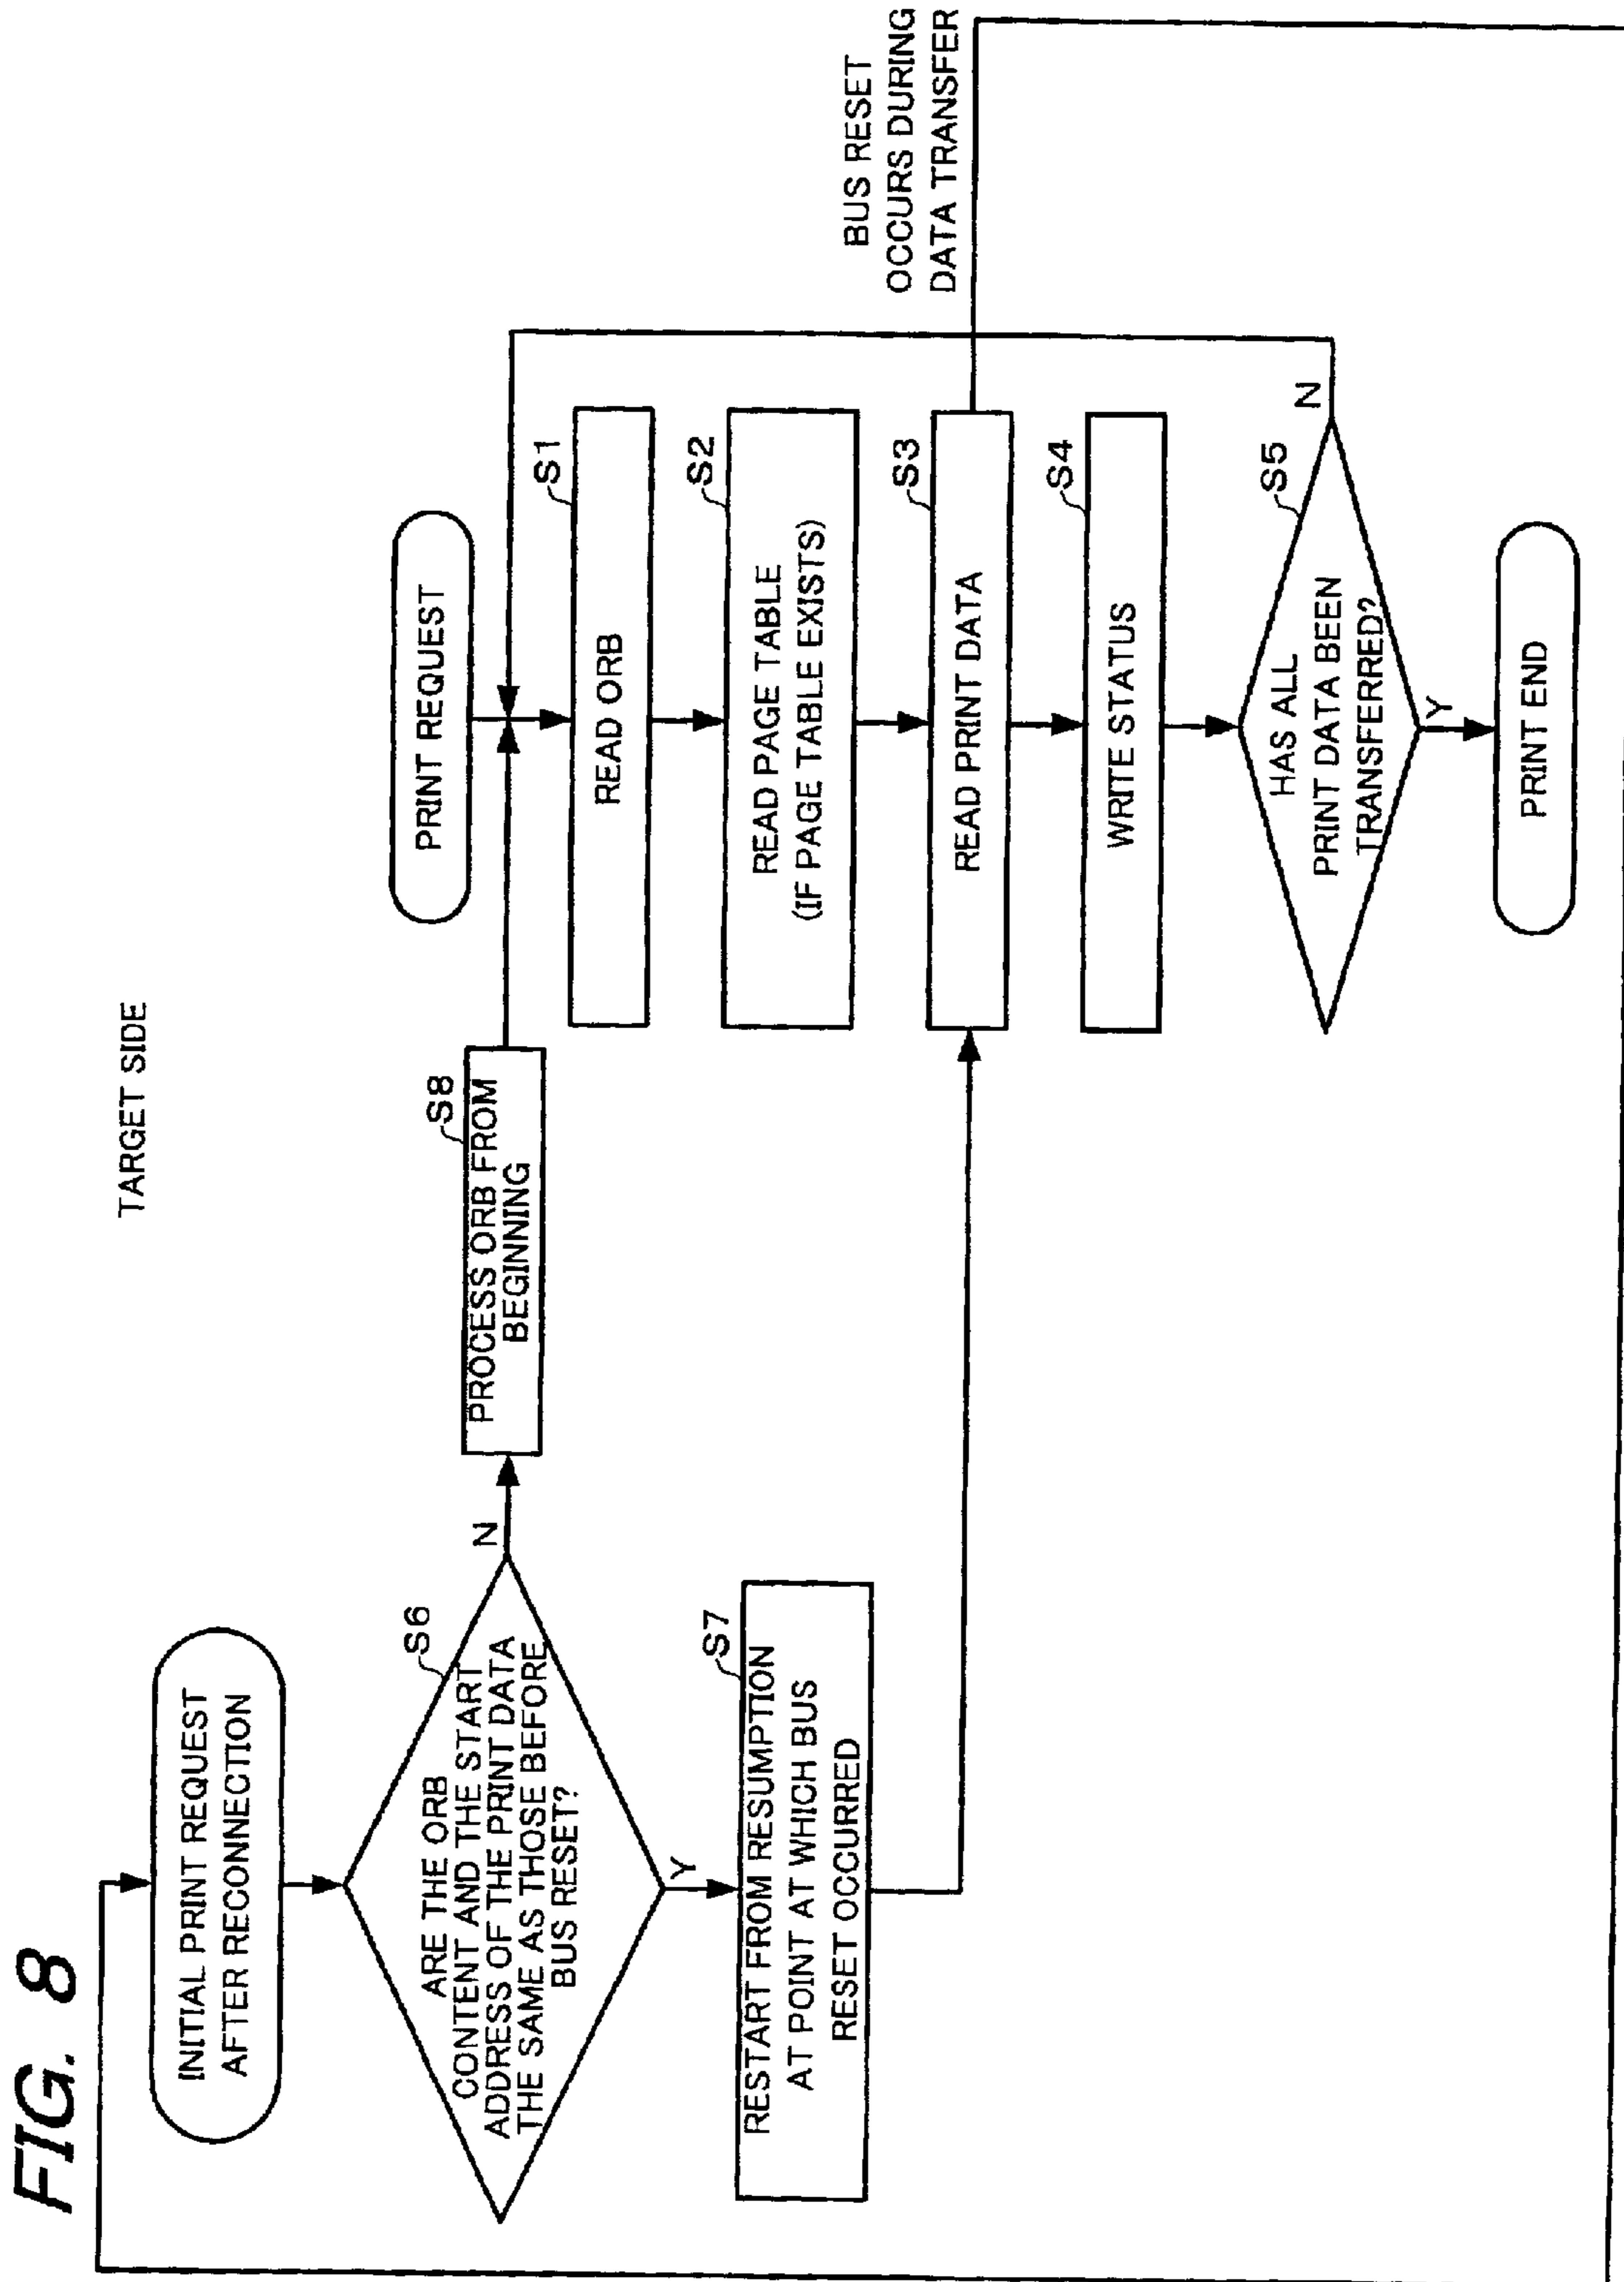 FIG. 8
TARGET SIDE
INITIAL PRINT REQUEST
AFTER RECONNECTION
S6
ARE THE ORB
CONTENT AND THE START
ADDRESS OF THE PRINT DATA
THE SAME AS THOSE BEFORE
BUS RESET?
N
Y
S7
RESTART FROM RESUMPTION
AT POINT AT WHICH BUS
RESET OCCURRED
S8
PROCESS ORB FROM
BEGINNING
PRINT REQUEST
S1
READ ORB
S2
READ PAGE TABLE
(IF PAGE TABLE EXISTS)
S3
READ PRINT DATA
S4
WRITE STATUS
S5
HAS ALL
PRINT DATA BEEN
TRANSFERRED?
N
Y
PRINT END
BUS RESET
OCCURS DURING
DATA TRANSFER